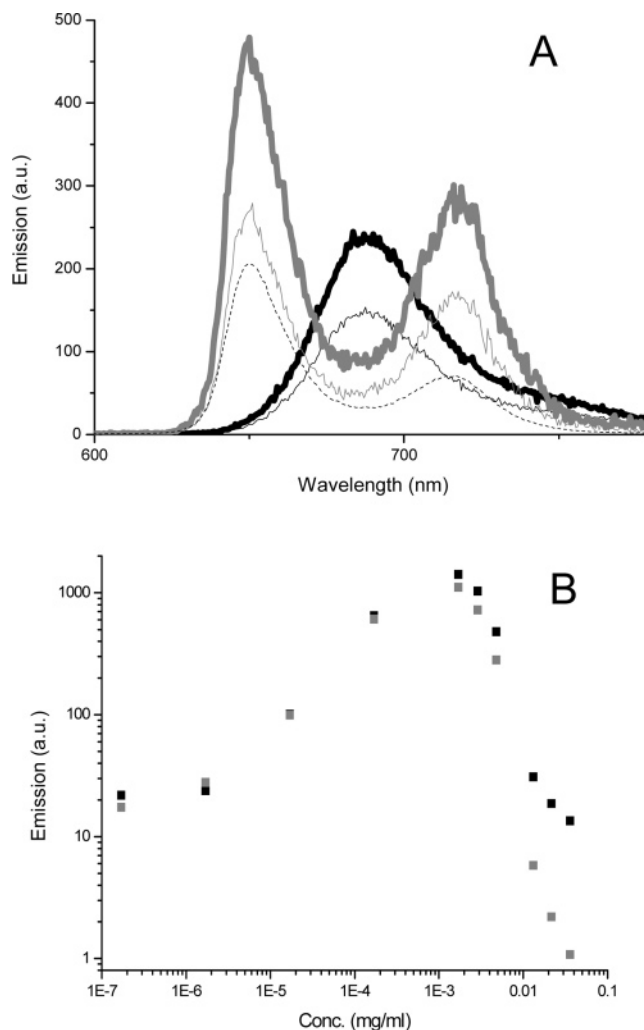 A
500
400
300
200
100
0
Emission (a.u.)
600
700
Wavelength (nm)
B
1000
100
10
1
Emission (a.u.)
1E-7
1E-6
1E-5
1E-4
1E-3
0.01
0.1
Conc. (mg/ml)